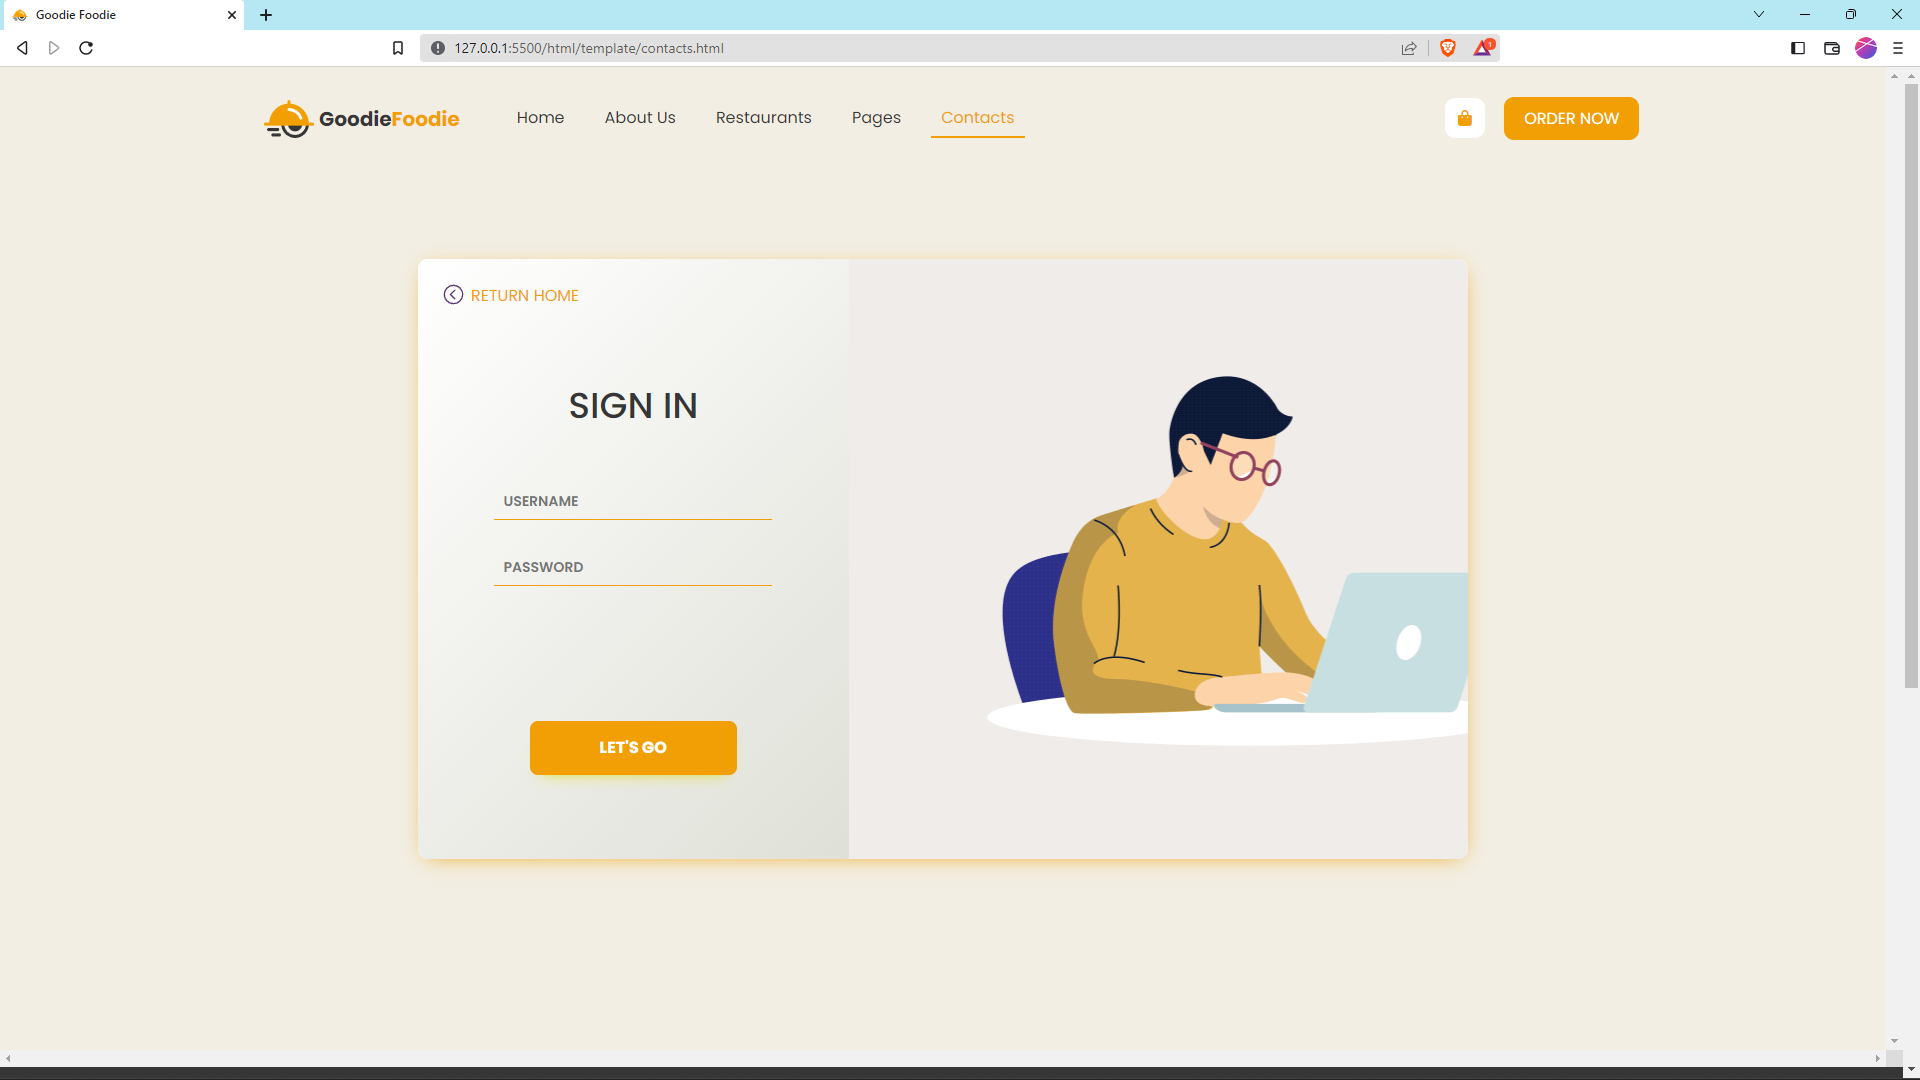 Goodie Foodie
127.0.0.1:5500/html/template/contacts.html
1
GoodieFoodie
Home
About Us
Restaurants
Pages
Contacts
ORDER NOW
RETURN HOME
SIGN IN
USERNAME
PASSWORD
LET'S GO